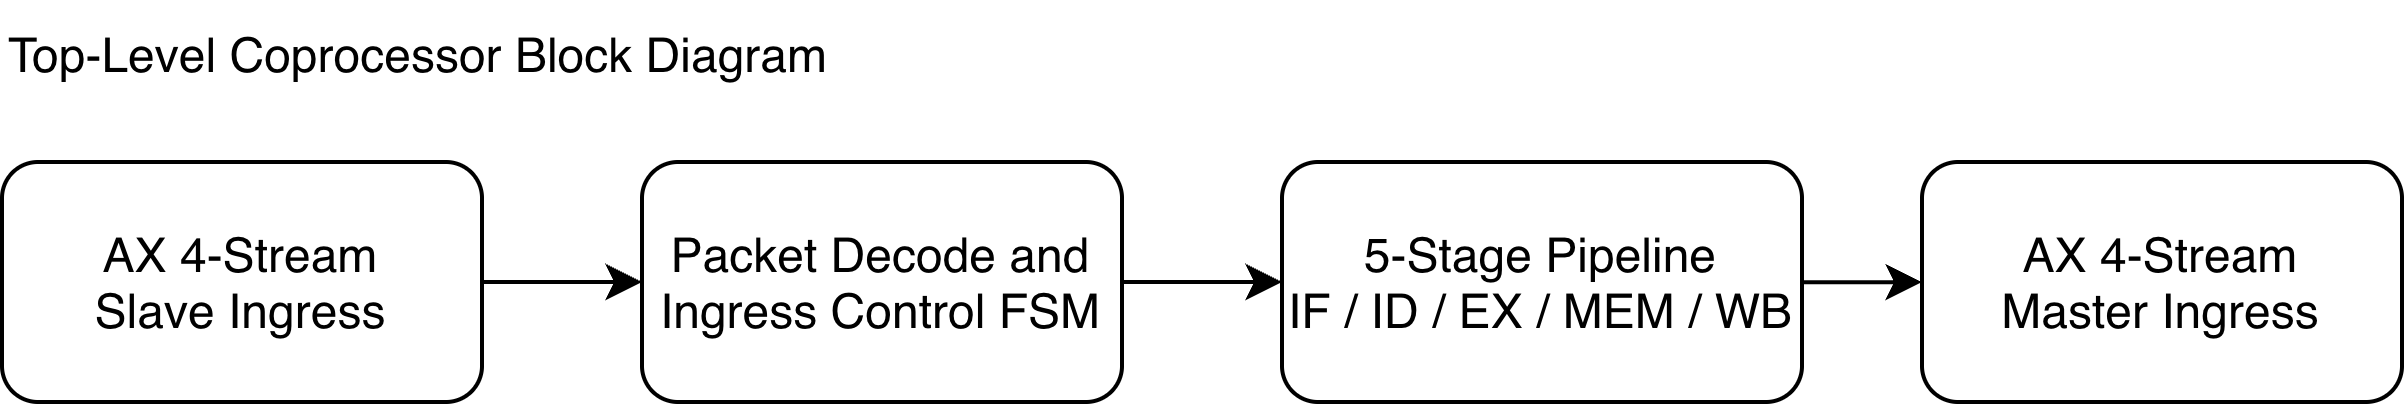 Top-Level Coprocessor Block Diagram
AX 4-Stream
Slave Ingress
Packet Decode and
Ingress Control FSM
5-Stage Pipeline
IF / ID / EX / MEM / WB
AX 4-Stream
Master Ingress